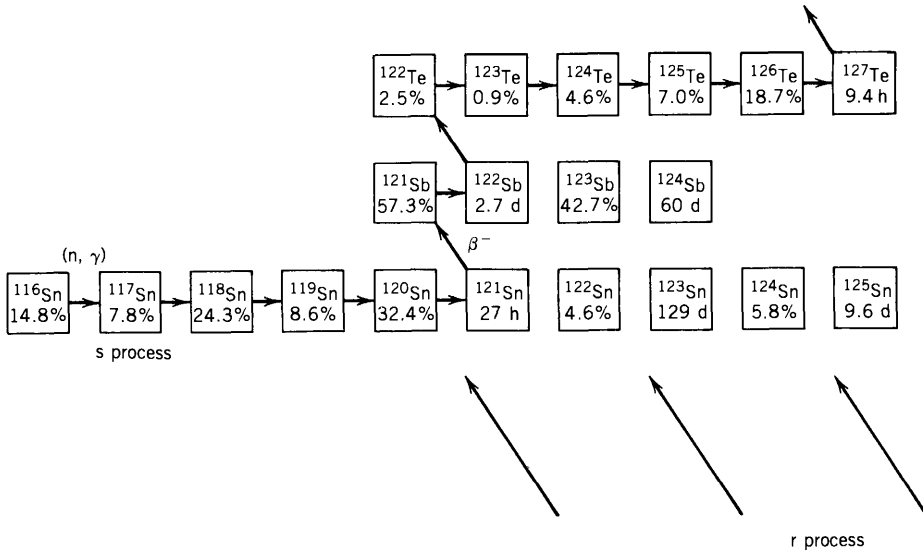 ¹²²Te ¹²³Te ¹²⁴Te ¹²⁵Te ¹²⁶Te ¹²⁷Te
2.5% 0.9% 4.6% 7.0% 18.7% 9.4 h
¹²¹Sb ¹²²Sb ¹²³Sb ¹²⁴Sb
57.3% 2.7 d 42.7% 60 d
β⁻
(n, γ)
¹¹⁶Sn ¹¹⁷Sn ¹¹⁸Sn ¹¹⁹Sn ¹²⁰Sn ¹²¹Sn ¹²²Sn ¹²³Sn ¹²⁴Sn ¹²⁵Sn
14.8% 7.8% 24.3% 8.6% 32.4% 27 h 4.6% 129 d 5.8% 9.6 d
s process
r process